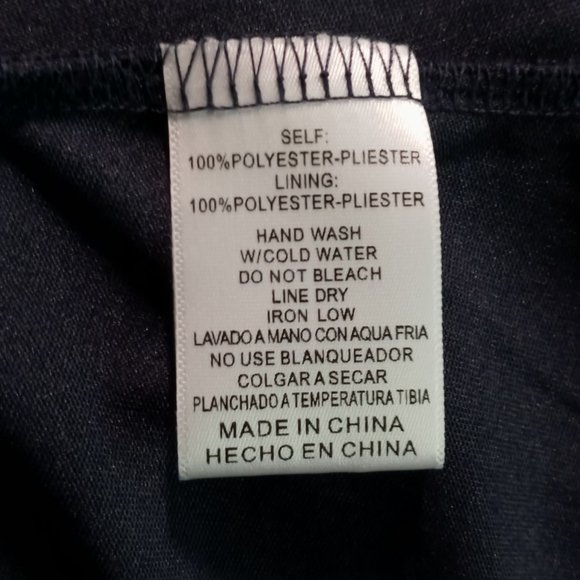 SELF:
100%POLYESTER-PLIESTER
LINING:
100%POLYESTER-PLIESTER
HAND WASH
W/COLD WATER
DO NOT BLEACH
LINE DRY
IRON LOW
LAVADO A MANO CON AQUA FRIA
NO USE BLANQUEADOR
COLGAR A SECAR
PLANCHADO A TEMPERATURA TIBIA
MADE IN CHINA
HECHO EN CHINA